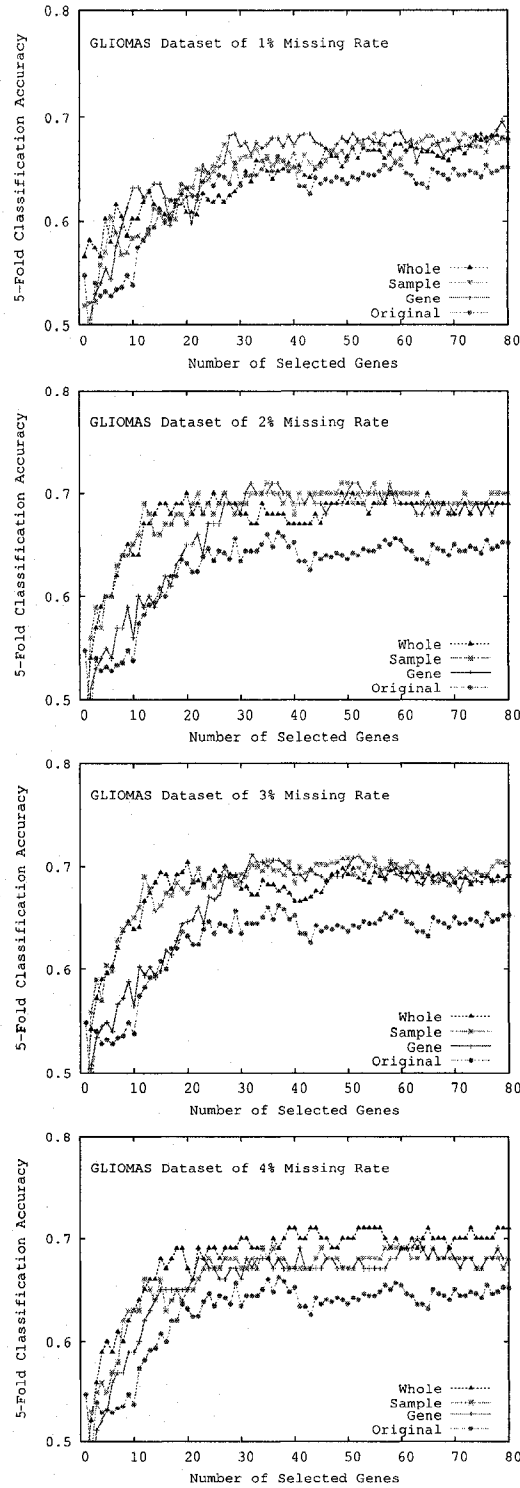 0.8
GLIOMAS Dataset of 1% Missing Rate
0.7
0.6
0.5
5-Fold Classification Accuracy
Whole
Sample
Gene
Original
0 10 20 30 40 50 60 70 80
Number of Selected Genes
0.8
GLIOMAS Dataset of 2% Missing Rate
0.7
0.6
0.5
5-Fold Classification Accuracy
Whole
Sample
Gene
Original
0 10 20 30 40 50 60 70 80
Number of Selected Genes
0.8
GLIOMAS Dataset of 3% Missing Rate
0.7
0.6
0.5
5-Fold Classification Accuracy
Whole
Sample
Gene
Original
0 10 20 30 40 50 60 70 80
Number of Selected Genes
0.8
GLIOMAS Dataset of 4% Missing Rate
0.7
0.6
0.5
5-Fold Classification Accuracy
Whole
Sample
Gene
Original
0 10 20 30 40 50 60 70 80
Number of Selected Genes